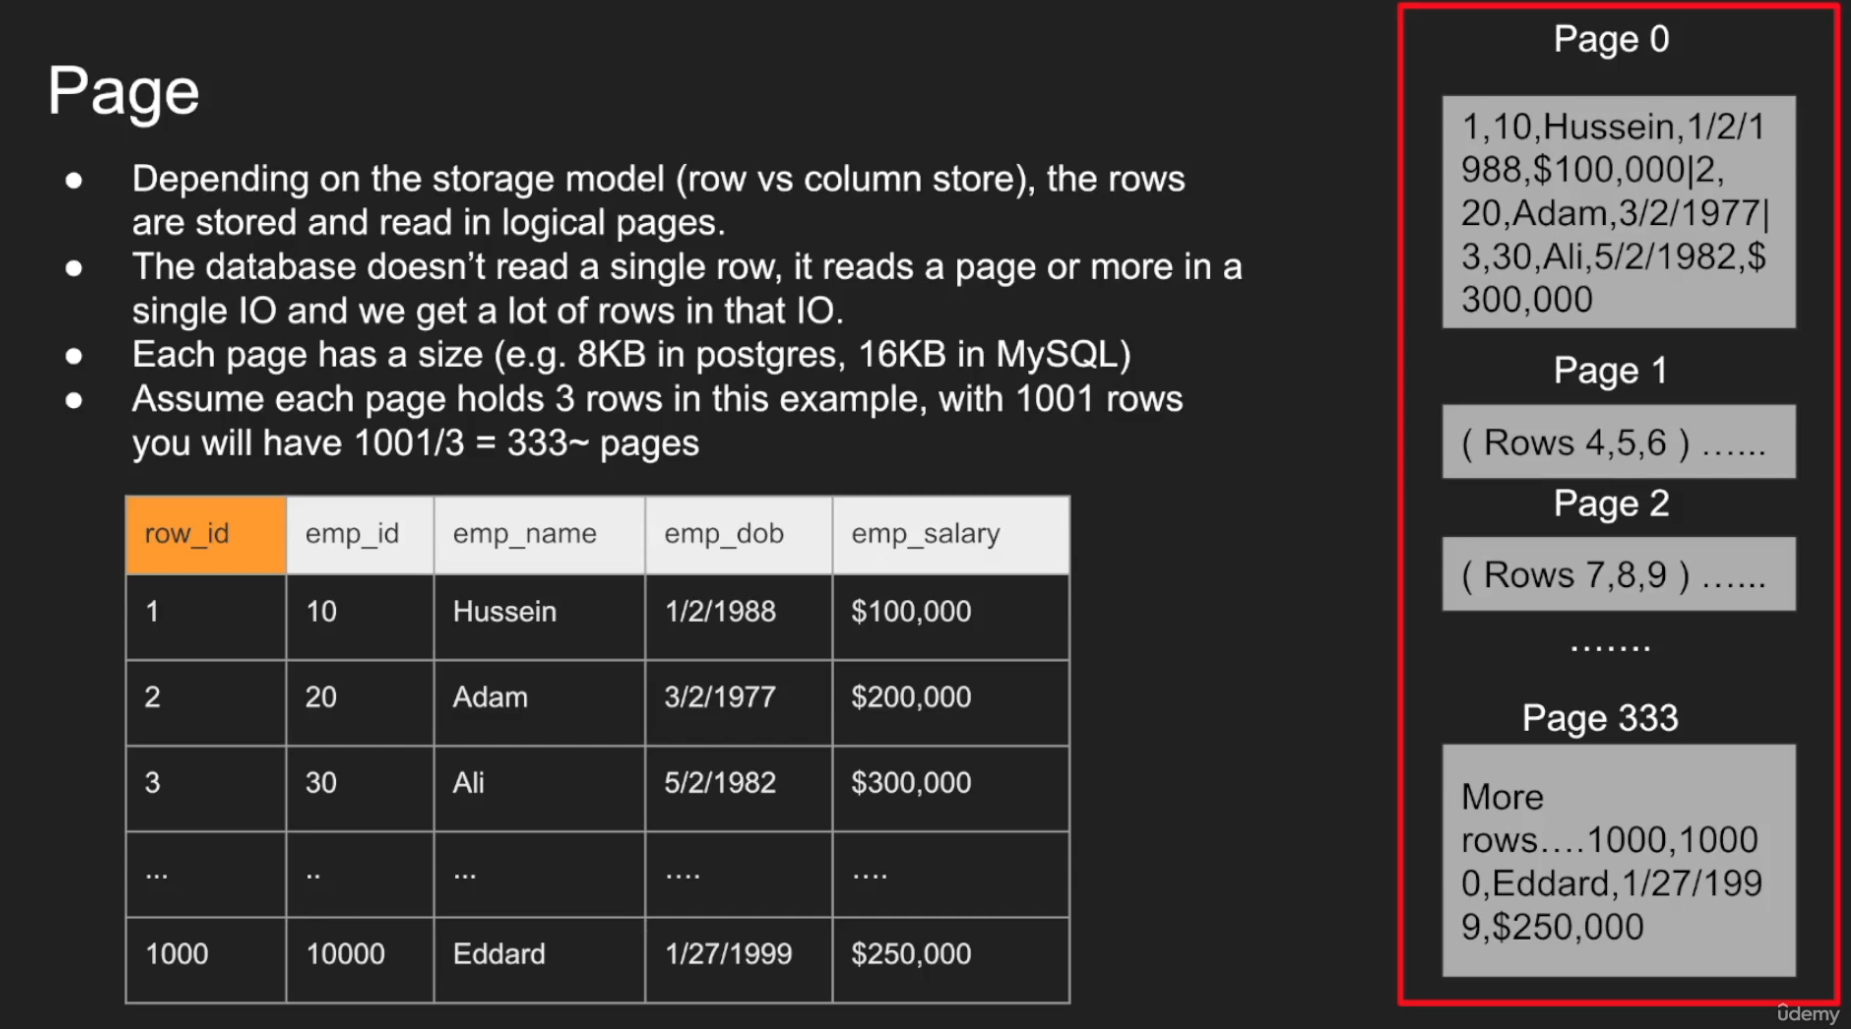 Page
● Depending on the storage model (row vs column store), the rows
are stored and read in logical pages.
● The database doesn’t read a single row, it reads a page or more in a
single IO and we get a lot of rows in that IO.
● Each page has a size (e.g. 8KB in postgres, 16KB in MySQL)
● Assume each page holds 3 rows in this example, with 1001 rows
you will have 1001/3 = 333~ pages
row_id emp_id emp_name emp_dob emp_salary
1 10 Hussein 1/2/1988 $100,000
2 20 Adam 3/2/1977 $200,000
3 30 Ali 5/2/1982 $300,000
... .. ... .... ....
1000 10000 Eddard 1/27/1999 $250,000
Page 0
1,10,Hussein,1/2/1
988,$100,000|2,
20,Adam,3/2/1977|
3,30,Ali,5/2/1982,$
300,000
Page 1
( Rows 4,5,6 ) ......
Page 2
( Rows 7,8,9 ) ......
.......
Page 333
More
rows....1000,1000
0,Eddard,1/27/199
9,$250,000
udemy